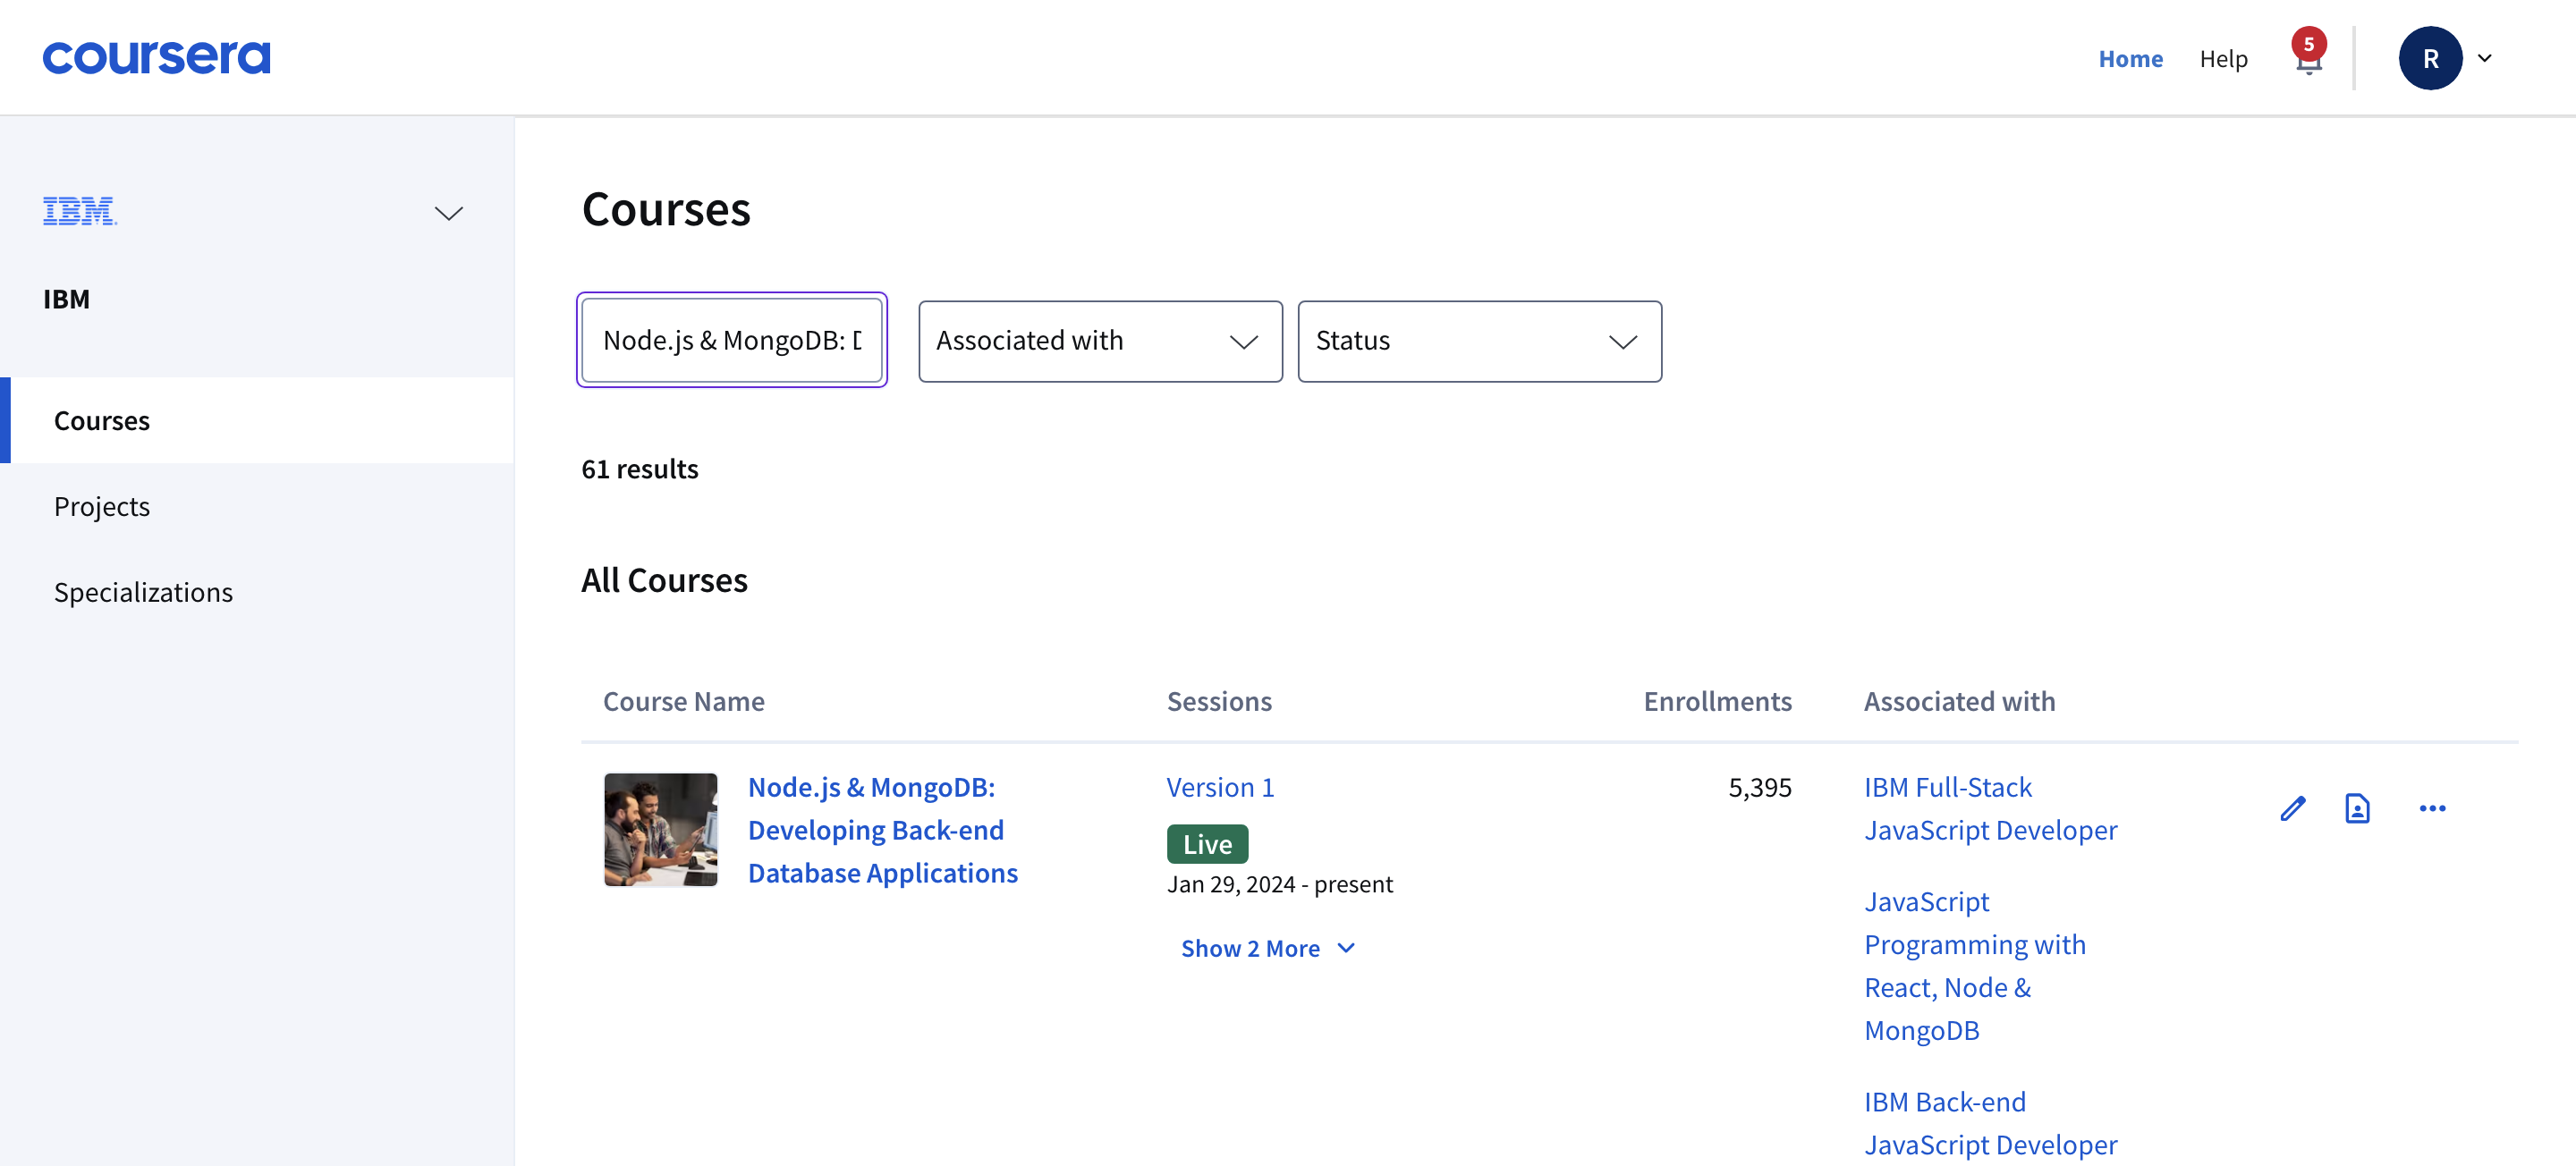 coursera
Home
Help
5
R
IBM
IBM
Courses
Projects
Specializations
Courses
Node.js & MongoDB: D
Associated with
Status
61 results
All Courses
Course Name
Sessions
Enrollments
Associated with
Node.js & MongoDB:
Developing Back-end
Database Applications
Version 1
Live
Jan 29, 2024 - present
Show 2 More
5,395
IBM Full-Stack
JavaScript Developer
JavaScript
Programming with
React, Node &
MongoDB
IBM Back-end
JavaScript Developer